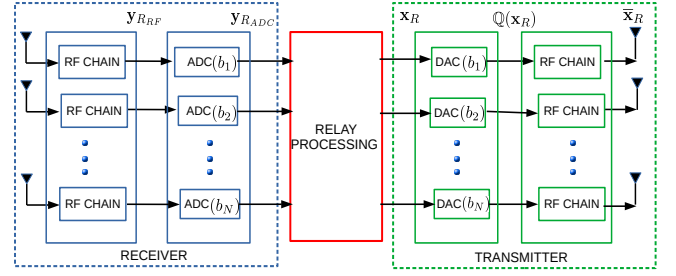 𝐲_{R_{RF}} 𝐲_{R_{ADC}} 𝐱_R ℚ(𝐱_R) 𝐱̅_R
RF CHAIN ADC(b_1) DAC(b_1) RF CHAIN
RF CHAIN ADC(b_2) DAC(b_2) RF CHAIN
RELAY
PROCESSING
RF CHAIN ADC(b_N) DAC(b_N) RF CHAIN
RECEIVER TRANSMITTER